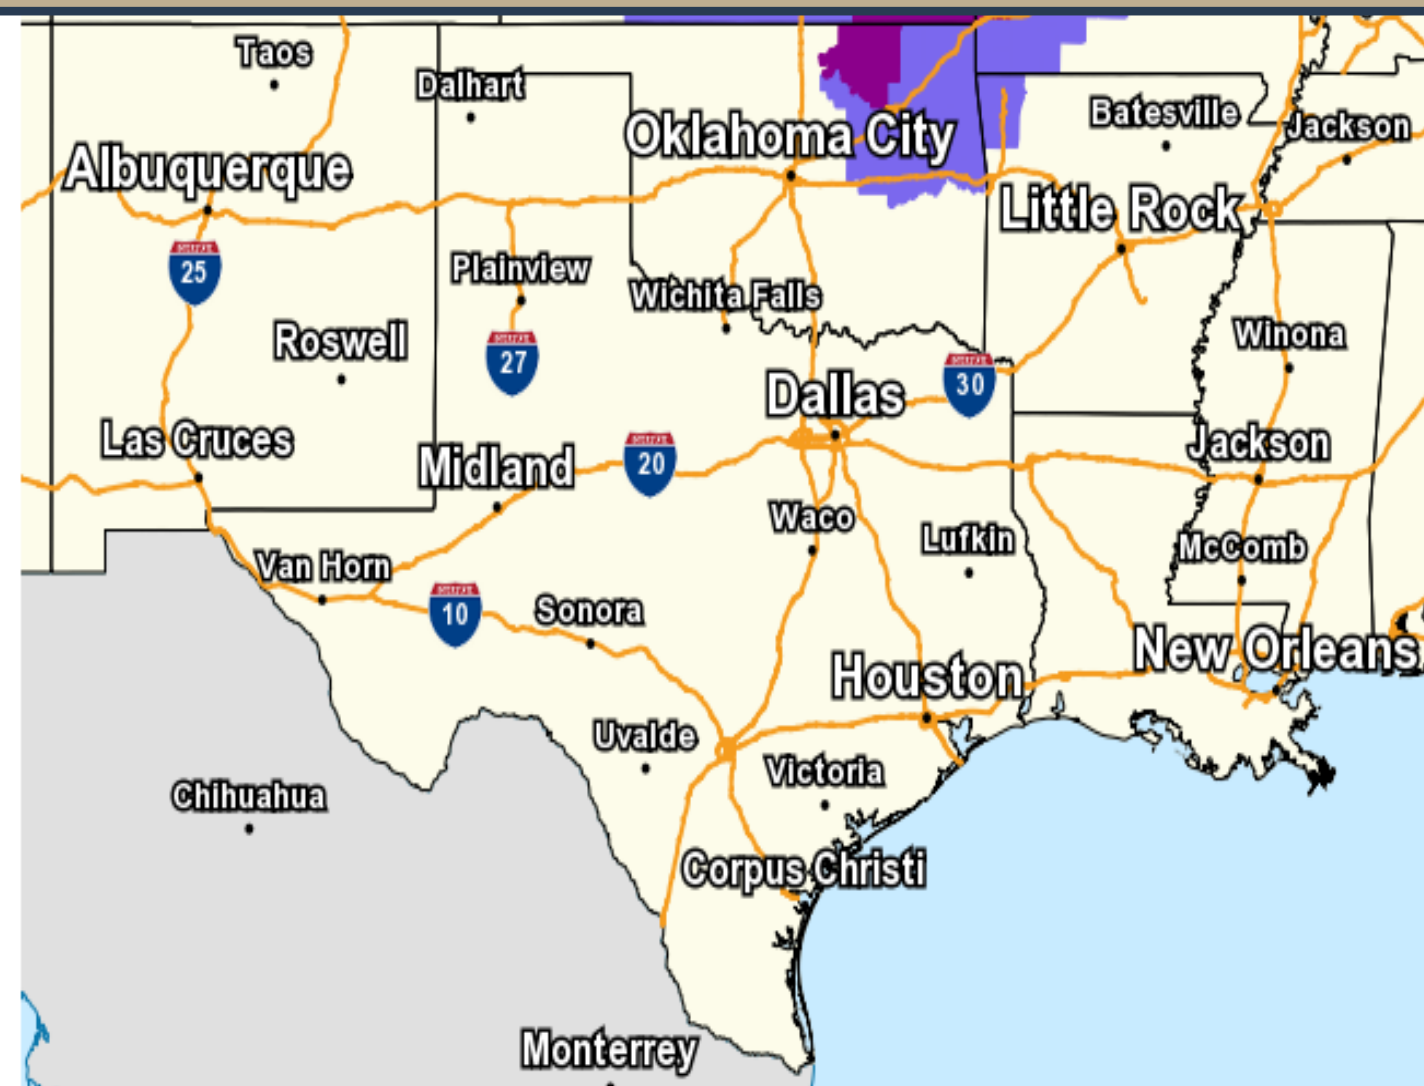 Taos
Dalhart
Batesville
Jackson
Oklahoma City
Albuquerque
Little Rock
25
Plainview
Wichita Falls
Winona
Roswell
27
30
Dallas
Las Cruces
Midland
20
Jackson
Waco
Lufkin
McComb
Van Horn
10
Sonora
New Orleans
Houston
Uvalde
Victoria
Chihuahua
Corpus Christi
Monterrey